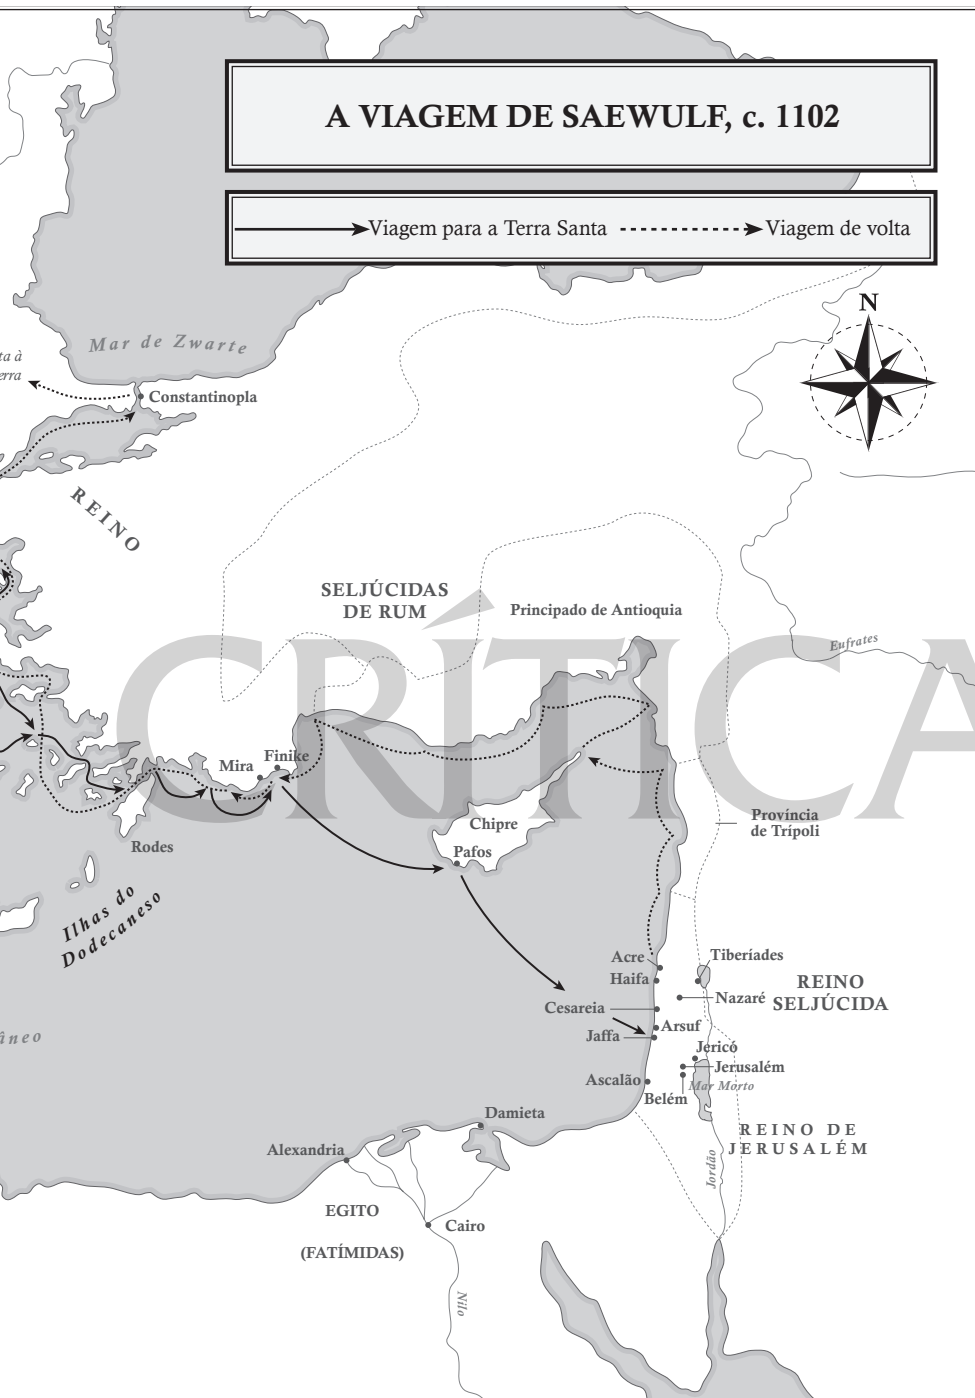 A VIAGEM DE SAEWULF, c. 1102
Viagem para a Terra Santa
Viagem de volta
N
Mar de Zwarte
ta à
erra
Constantinopla
REINO
SELJÚCIDAS
DE RUM
Principado de Antioquia
Eufrates
CRÍTICA
Mira
Finike
Rodes
Chipre
Pafos
Província
de Trípoli
Ilhas do
Dodecaneso
Acre
Tiberíades
Haifa
REINO
SELJÚCIDA
Nazaré
Cesareia
Arsuf
Jaffa
âneo
Jericó
Jerusalém
Ascalão
Mar Morto
Belém
Damieta
REINO DE
JERUSALÉM
Alexandria
Jordão
EGITO
Cairo
(FATÍMIDAS)
Nilo